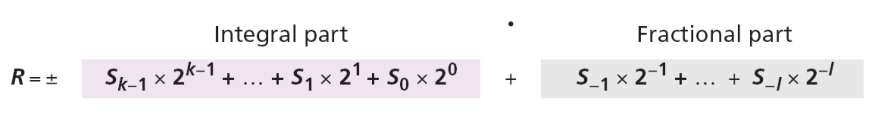 Integral part • Fractional part
R = ± S_{k–1} × 2^{k–1} + … + S_1 × 2^1 + S_0 × 2^0 + S_{–1} × 2^{–1} + … + S_{–l} × 2^{–l}